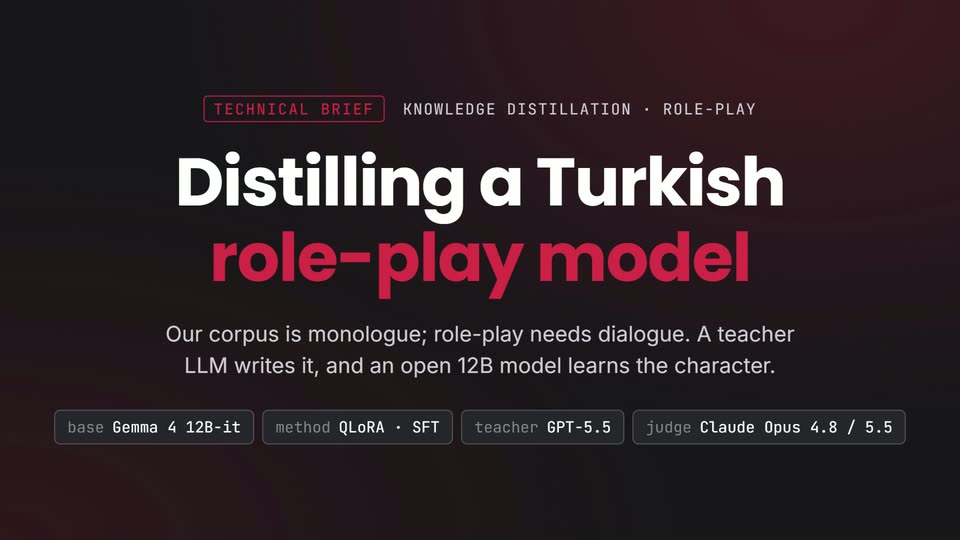 TECHNICAL BRIEF KNOWLEDGE DISTILLATION · ROLE-PLAY
Distilling a Turkish
role-play model
Our corpus is monologue; role-play needs dialogue. A teacher
LLM writes it, and an open 12B model learns the character.
base Gemma 4 12B-it method QLoRA · SFT teacher GPT-5.5 judge Claude Opus 4.8 / 5.5